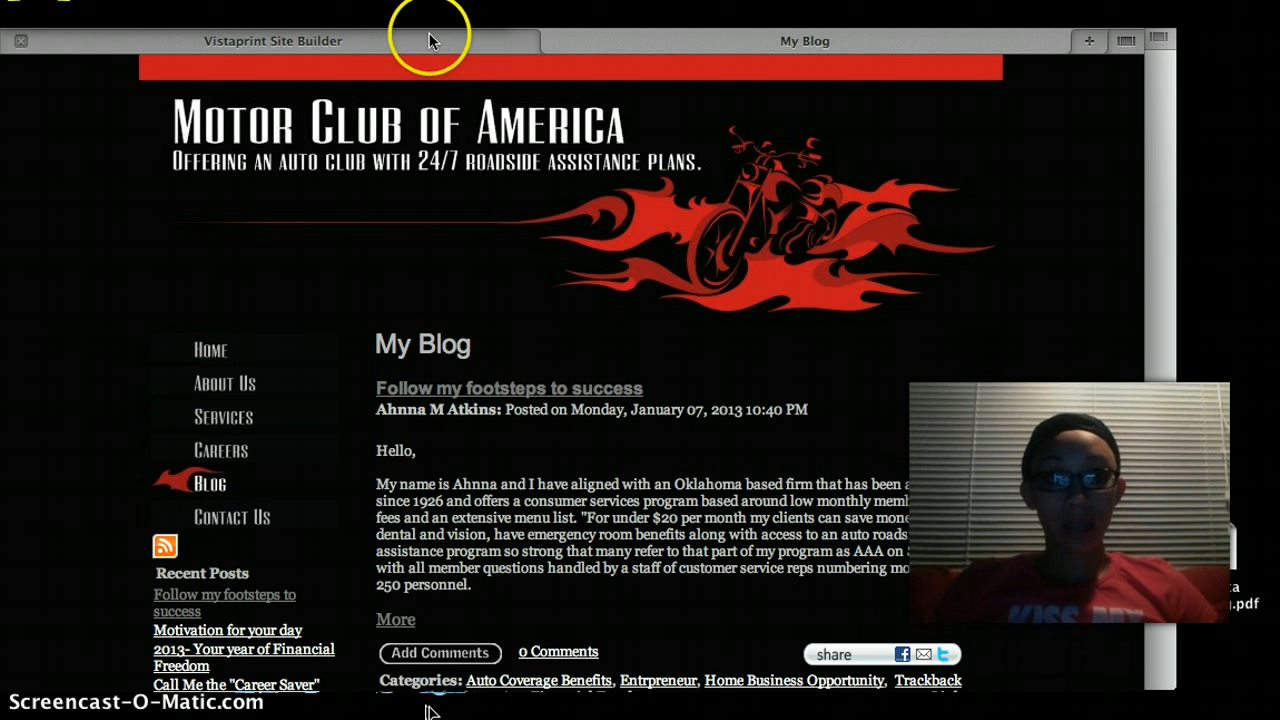 Vistaprint Site Builder
My Blog
MOTOR CLUB OF AMERICA
OFFERING AN AUTO CLUB WITH 24/7 ROADSIDE ASSISTANCE PLANS.
HOME
ABOUT US
SERVICES
CAREERS
BLOG
CONTACT US
Recent Posts
Follow my footsteps to
success
Motivation for your day
2013- Your year of Financial
Freedom
Call Me the "Career Saver"
My Blog
Follow my footsteps to success
Ahnna M Atkins: Posted on Monday, January 07, 2013 10:40 PM
Hello,
My name is Ahnna and I have aligned with an Oklahoma based firm that has been
since 1926 and offers a consumer services program based around low monthly
fees and an extensive menu list. "For under $20 per month my clients can save
dental and vision, have emergency room benefits along with access to an auto
assistance program so strong that many refer to that part of my program as AAA on
with all member questions handled by a staff of customer service reps numbering
250 personnel.
More
Add Comments
0 Comments
share
Categories: Auto Coverage Benefits, Entrpreneur, Home Business Opportunity, Trackback
.pdf
Screencast-O-Matic.com